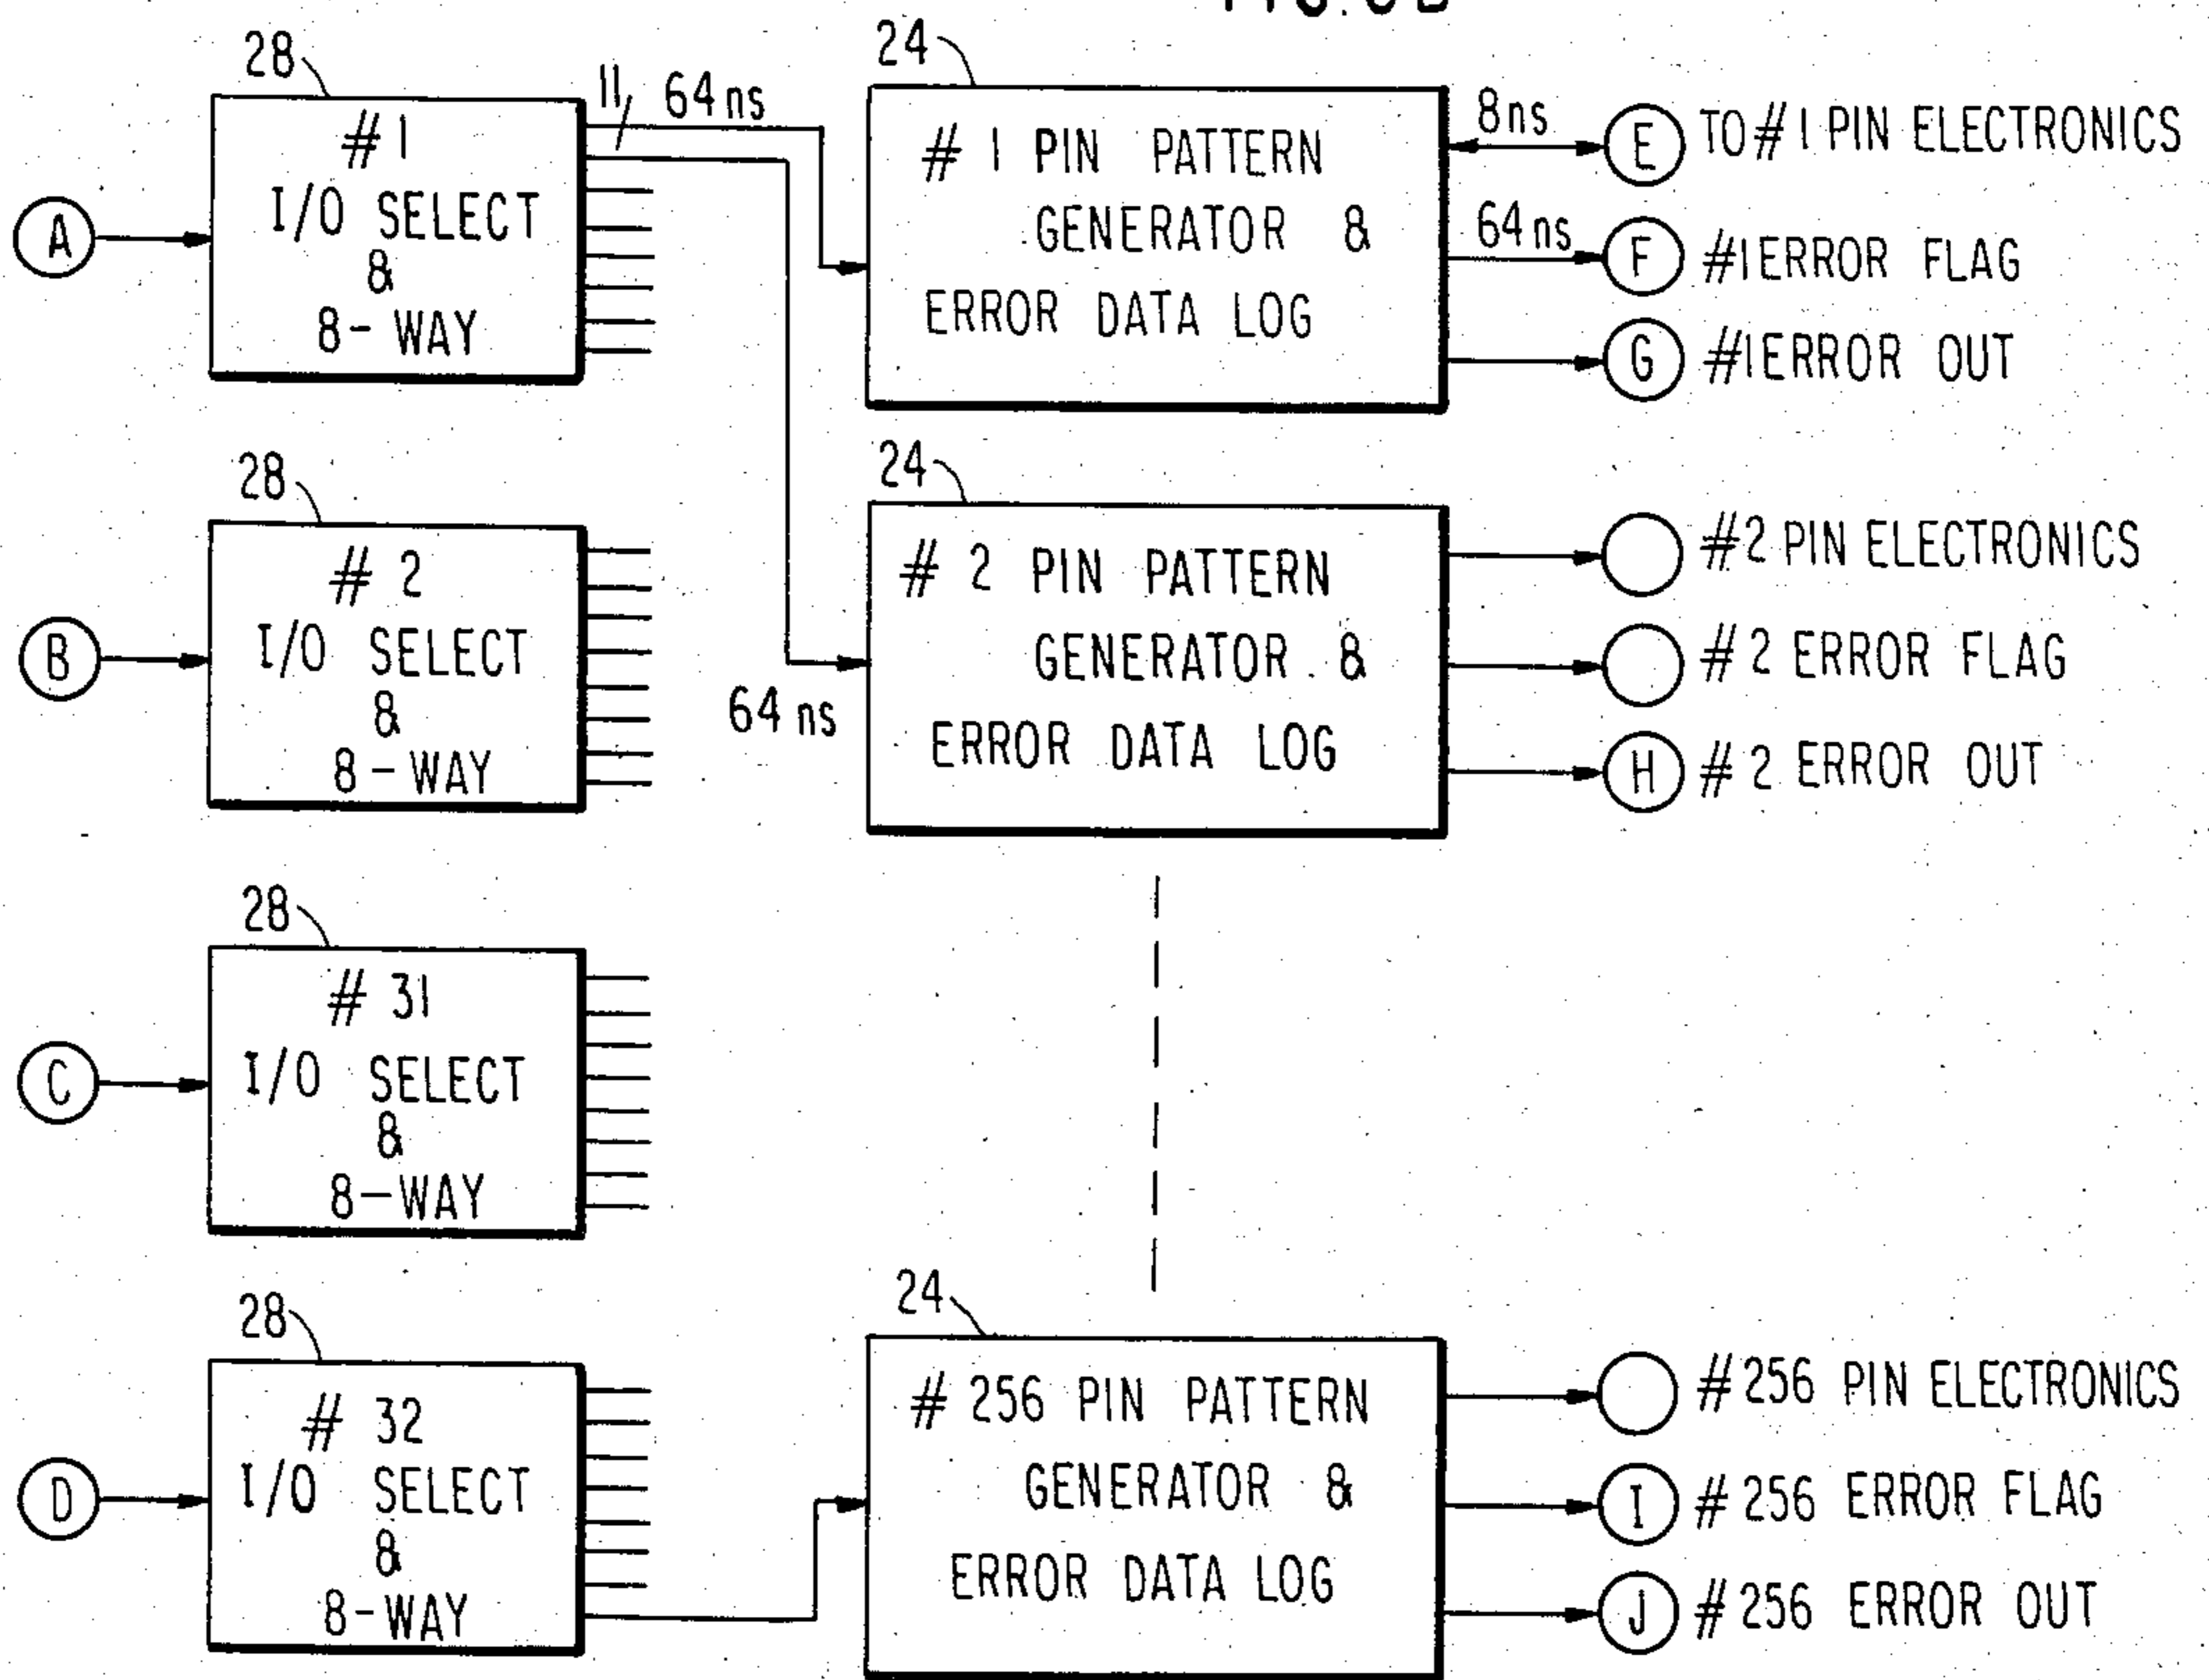 28
#1
I/O SELECT
&
8-WAY
A
11
64ns
24
#1 PIN PATTERN
GENERATOR &
ERROR DATA LOG
8ns
E
TO #1 PIN ELECTRONICS
64ns
F
#1 ERROR FLAG
G
#1 ERROR OUT
28
#2
I/O SELECT
&
8-WAY
B
64 ns
24
#2 PIN PATTERN
GENERATOR &
ERROR DATA LOG
#2 PIN ELECTRONICS
#2 ERROR FLAG
H
#2 ERROR OUT
28
#31
I/O SELECT
&
8-WAY
C
28
#32
I/O SELECT
&
8-WAY
D
24
#256 PIN PATTERN
GENERATOR &
ERROR DATA LOG
#256 PIN ELECTRONICS
I
#256 ERROR FLAG
J
#256 ERROR OUT